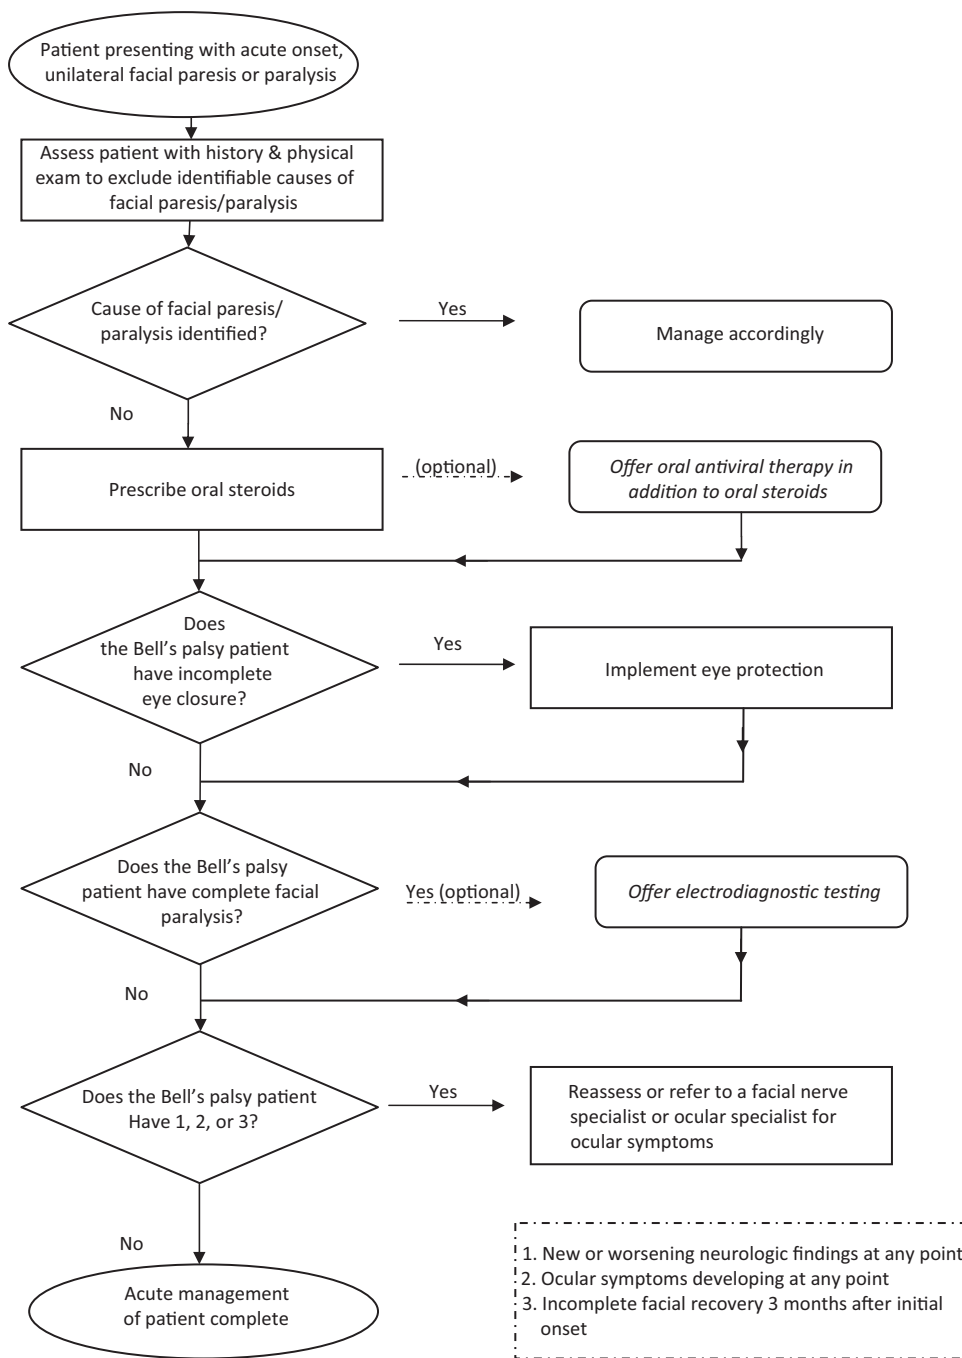 Patient presenting with acute onset,
unilateral facial paresis or paralysis
Assess patient with history & physical
exam to exclude identifiable causes of
facial paresis/paralysis
Cause of facial paresis/
paralysis identified?
Yes
Manage accordingly
No
Prescribe oral steroids
(optional)
Offer oral antiviral therapy in
addition to oral steroids
Does
the Bell’s palsy patient
have incomplete
eye closure?
Yes
Implement eye protection
No
Does the Bell’s palsy
patient have complete facial
paralysis?
Yes (optional)
Offer electrodiagnostic testing
No
Does the Bell’s palsy patient
Have 1, 2, or 3?
Yes
Reassess or refer to a facial nerve
specialist or ocular specialist for
ocular symptoms
No
Acute management
of patient complete
1. New or worsening neurologic findings at any point
2. Ocular symptoms developing at any point
3. Incomplete facial recovery 3 months after initial
onset